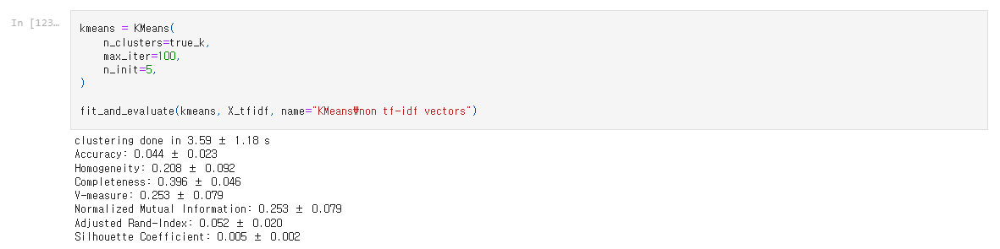 In [123…
kmeans = KMeans(
    n_clusters=true_k,
    max_iter=100,
    n_init=5,
)
fit_and_evaluate(kmeans, X_tfidf, name="KMeans₩non tf-idf vectors")
clustering done in 3.59 ± 1.18 s
Accuracy: 0.044 ± 0.023
Homogeneity: 0.208 ± 0.092
Completeness: 0.396 ± 0.046
V-measure: 0.253 ± 0.079
Normalized Mutual Information: 0.253 ± 0.079
Adjusted Rand-Index: 0.052 ± 0.020
Silhouette Coefficient: 0.005 ± 0.002